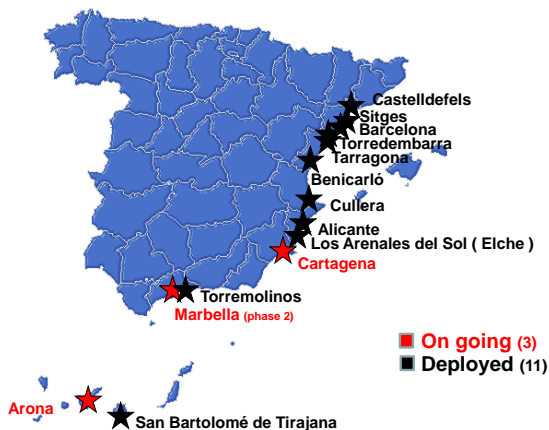 Castelldefels
Sitges
Barcelona
Torredembarra
Tarragona
Benicarló
Cullera
Alicante
Los Arenales del Sol ( Elche )
Cartagena
Torremolinos
Marbella (phase 2)
On going (3)
Deployed (11)
Arona
San Bartolomé de Tirajana